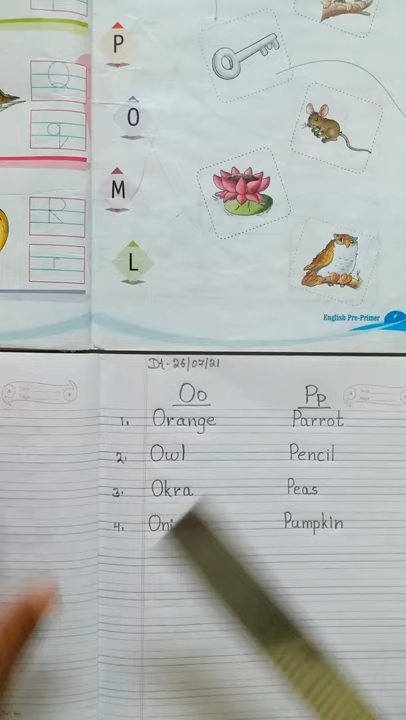 P
O
M
L
Q
q
R
r
English Pre-Primer
Dt.-26/07/21
Oo Pp
1. Orange Parrot
2. Owl Pencil
3. Okra Peas
4. Oni Pumpkin